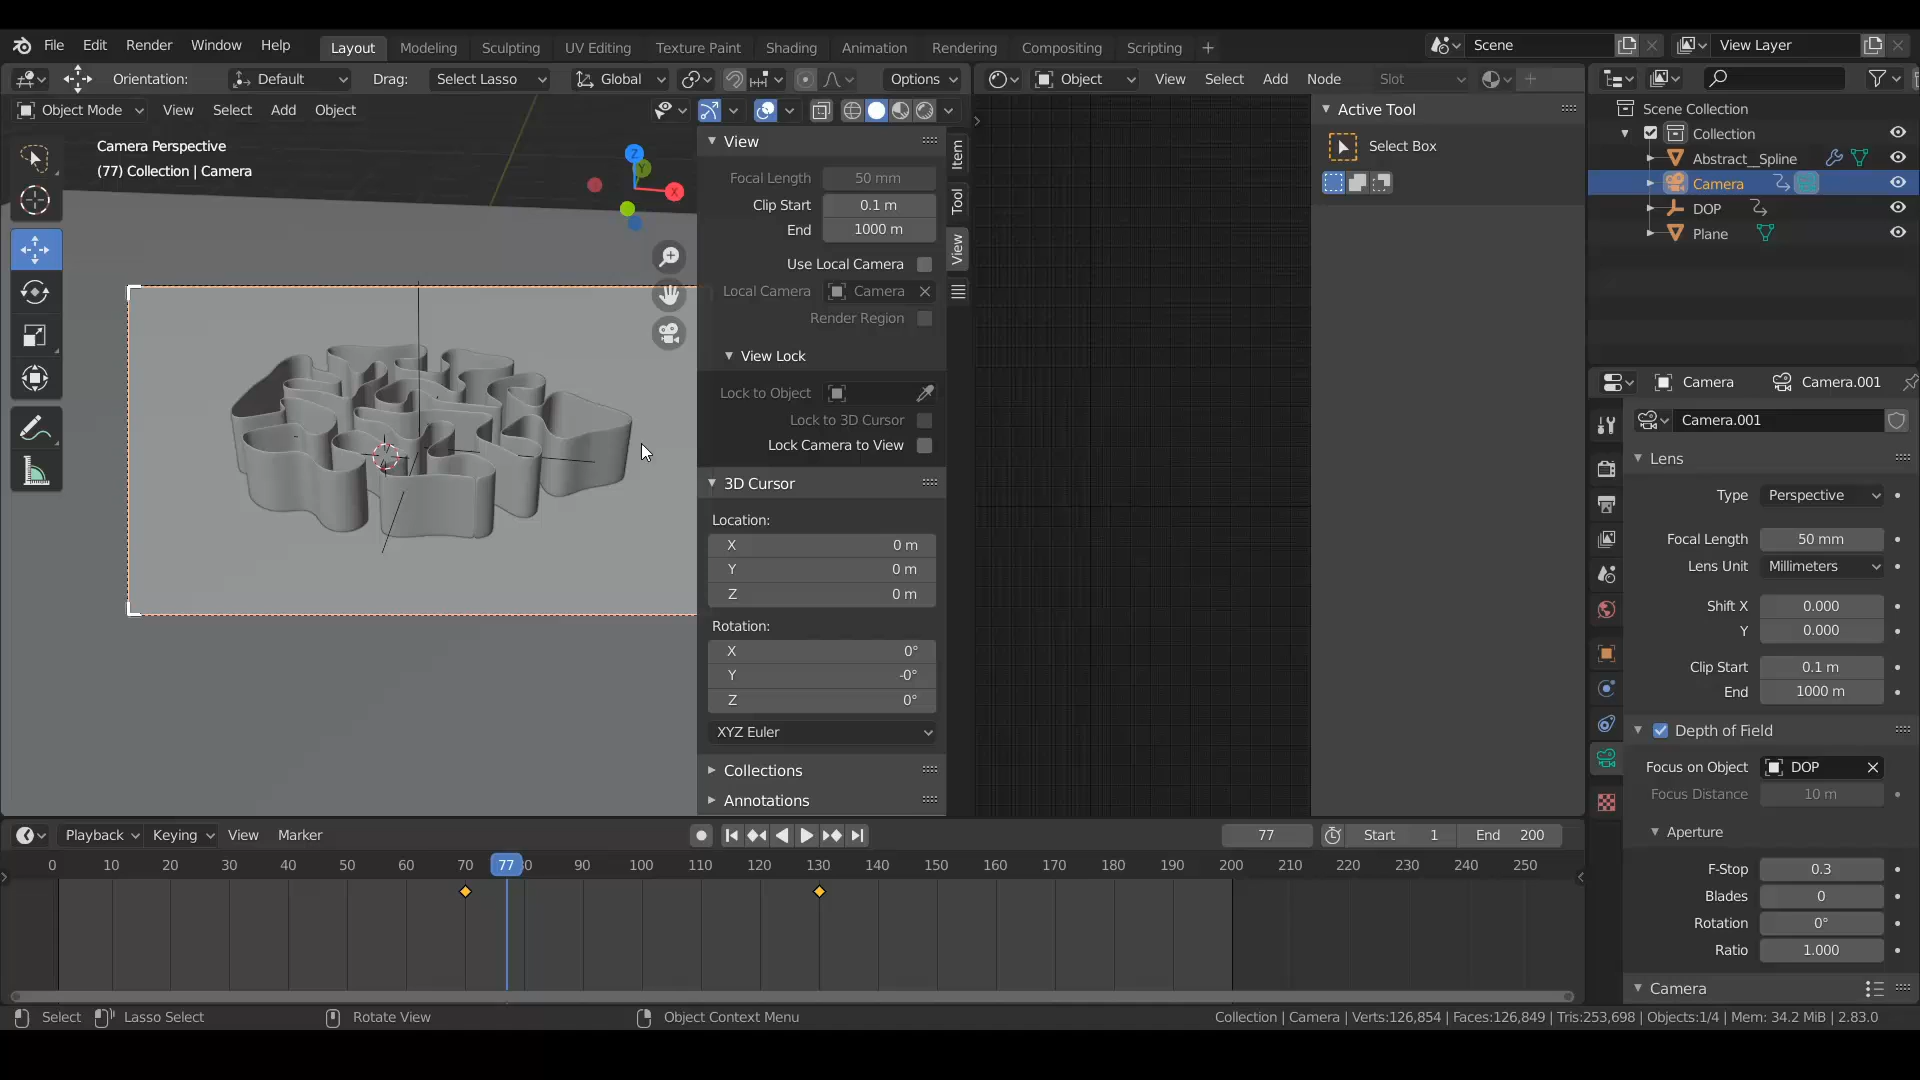 File Edit Render Window Help Layout Modeling Sculpting UV Editing Texture Paint Shading Animation Rendering Compositing Scripting + Scene View Layer
Orientation: Default Drag: Select Lasso Global Options Object View Select Add Node Slot
Object Mode View Select Add Object
Camera Perspective
(77) Collection | Camera
Z
Y
X
View
Focal Length 50 mm
Clip Start 0.1 m
End 1000 m
Use Local Camera
Local Camera Camera
Render Region
View Lock
Lock to Object
Lock to 3D Cursor
Lock Camera to View
3D Cursor
Location:
X 0 m
Y 0 m
Z 0 m
Rotation:
X 0°
Y -0°
Z 0°
XYZ Euler
Collections
Annotations
Item
Tool
View
Active Tool
Select Box
Scene Collection
Collection
Abstract__Spline
Camera
DOP
Plane
Camera Camera.001
Camera.001
Lens
Type Perspective
Focal Length 50 mm
Lens Unit Millimeters
Shift X 0.000
Y 0.000
Clip Start 0.1 m
End 1000 m
Depth of Field
Focus on Object DOP
Focus Distance 10 m
Aperture
F-Stop 0.3
Blades 0
Rotation 0°
Ratio 1.000
Camera
Playback Keying View Marker 77 Start 1 End 200
0 10 20 30 40 50 60 70 77 80 90 100 110 120 130 140 150 160 170 180 190 200 210 220 230 240 250
Select Lasso Select Rotate View Object Context Menu Collection | Camera | Verts:126,854 | Faces:126,849 | Tris:253,698 | Objects:1/4 | Mem: 34.2 MiB | 2.83.0